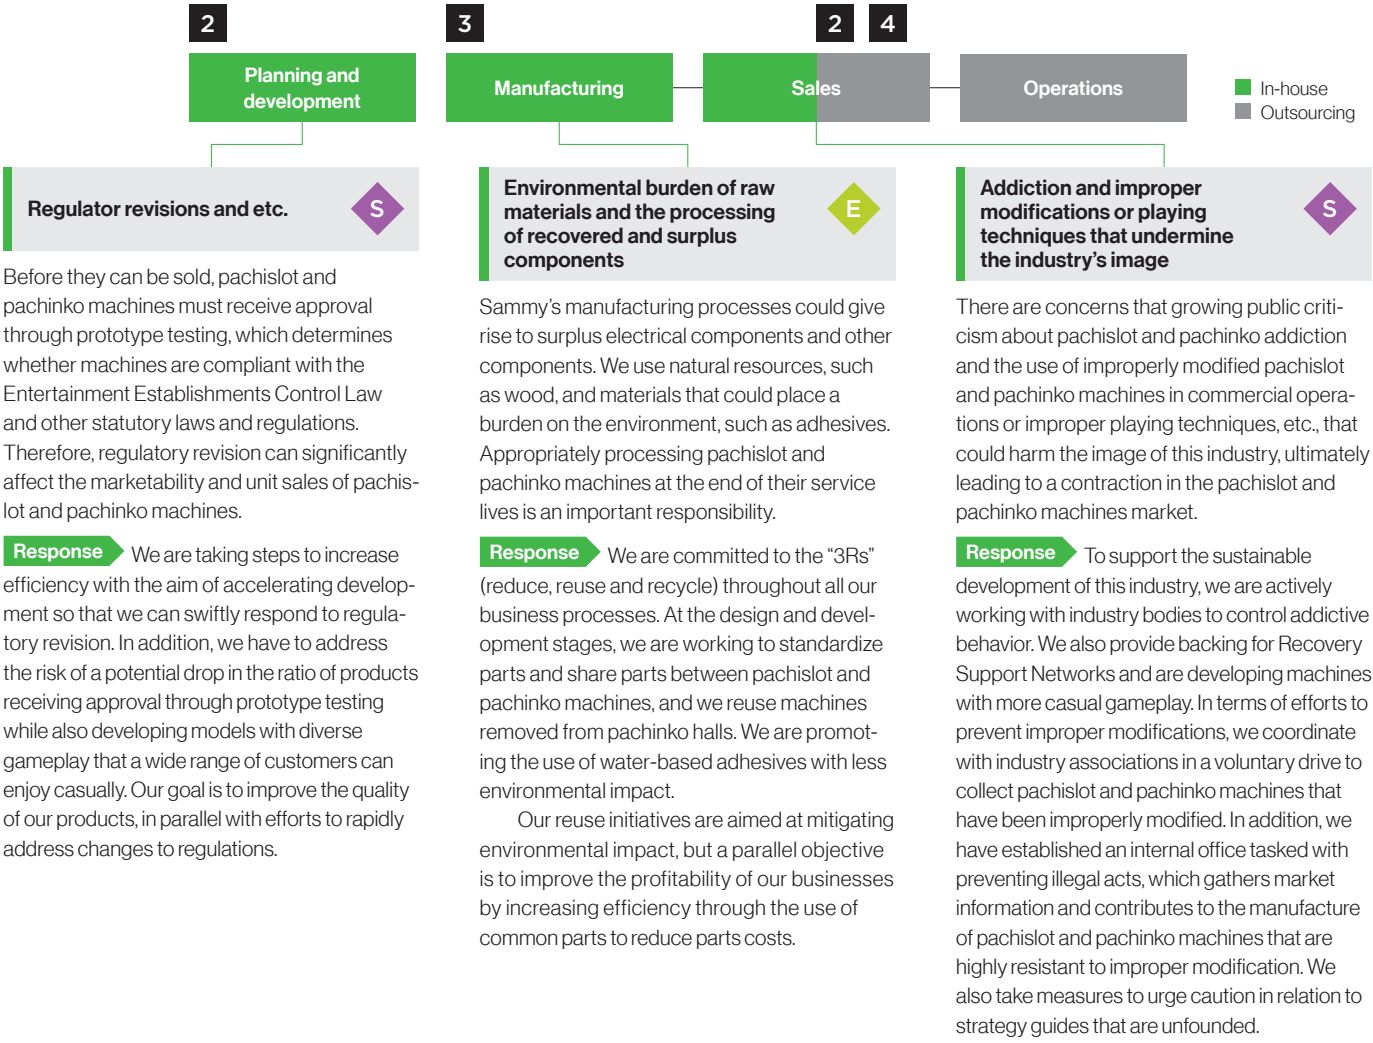 2
3
2 4
Planning and
development
Manufacturing
Sales
Operations
In-house
Outsourcing
Regulator revisions and etc.
S
Before they can be sold, pachislot and
pachinko machines must receive approval
through prototype testing, which determines
whether machines are compliant with the
Entertainment Establishments Control Law
and other statutory laws and regulations.
Therefore, regulatory revision can significantly
affect the marketability and unit sales of pachis-
lot and pachinko machines.
Response We are taking steps to increase
efficiency with the aim of accelerating develop-
ment so that we can swiftly respond to regula-
tory revision. In addition, we have to address
the risk of a potential drop in the ratio of products
receiving approval through prototype testing
while also developing models with diverse
gameplay that a wide range of customers can
enjoy casually. Our goal is to improve the quality
of our products, in parallel with efforts to rapidly
address changes to regulations.
Environmental burden of raw
materials and the processing
of recovered and surplus
components
E
Sammy's manufacturing processes could give
rise to surplus electrical components and other
components. We use natural resources, such
as wood, and materials that could place a
burden on the environment, such as adhesives.
Appropriately processing pachislot and
pachinko machines at the end of their service
lives is an important responsibility.
Response We are committed to the “3Rs”
(reduce, reuse and recycle) throughout all our
business processes. At the design and devel-
opment stages, we are working to standardize
parts and share parts between pachislot and
pachinko machines, and we reuse machines
removed from pachinko halls. We are promot-
ing the use of water-based adhesives with less
environmental impact.
Our reuse initiatives are aimed at mitigating
environmental impact, but a parallel objective
is to improve the profitability of our businesses
by increasing efficiency through the use of
common parts to reduce parts costs.
Addiction and improper
modifications or playing
techniques that undermine
the industry's image
S
There are concerns that growing public criti-
cism about pachislot and pachinko addiction
and the use of improperly modified pachislot
and pachinko machines in commercial opera-
tions or improper playing techniques, etc., that
could harm the image of this industry, ultimately
leading to a contraction in the pachislot and
pachinko machines market.
Response To support the sustainable
development of this industry, we are actively
working with industry bodies to control addictive
behavior. We also provide backing for Recovery
Support Networks and are developing machines
with more casual gameplay. In terms of efforts to
prevent improper modifications, we coordinate
with industry associations in a voluntary drive to
collect pachislot and pachinko machines that
have been improperly modified. In addition, we
have established an internal office tasked with
preventing illegal acts, which gathers market
information and contributes to the manufacture
of pachislot and pachinko machines that are
highly resistant to improper modification. We
also take measures to urge caution in relation to
strategy guides that are unfounded.